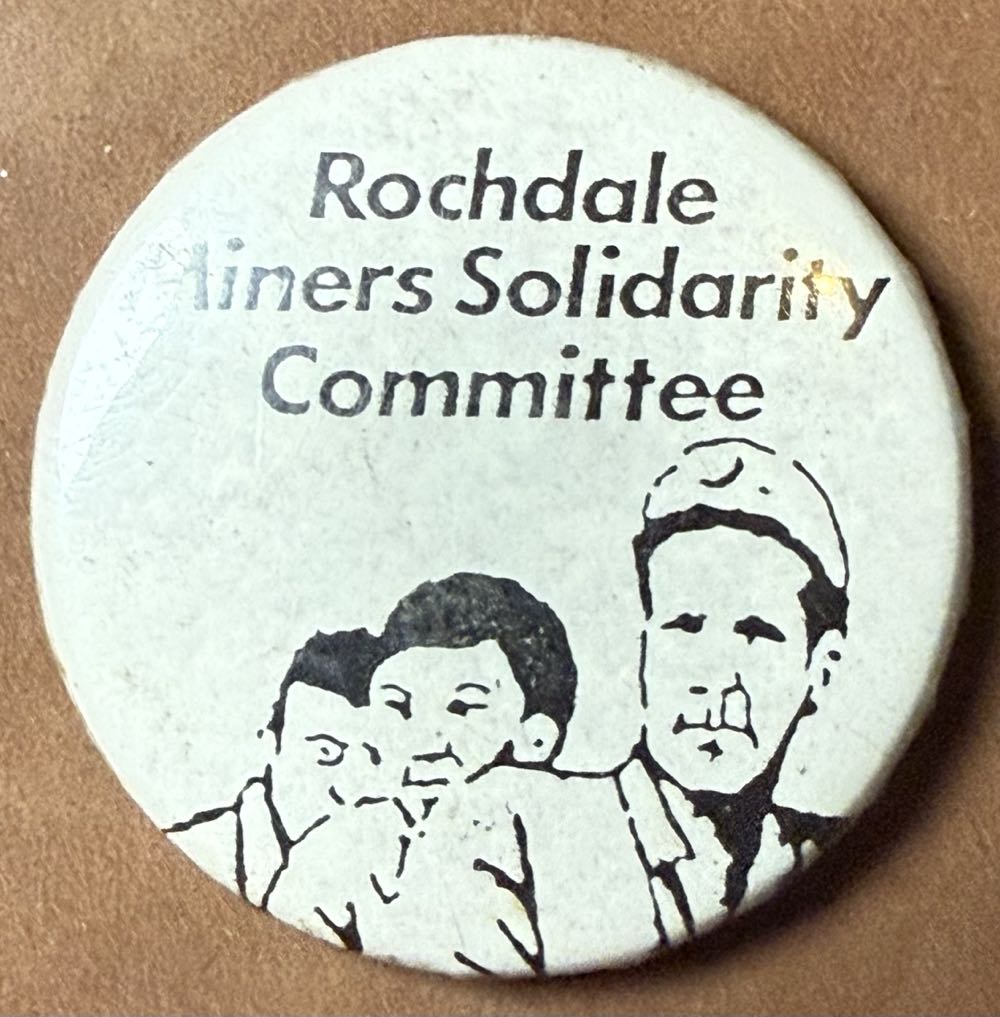 Rochdale
Miners Solidarity
Committee